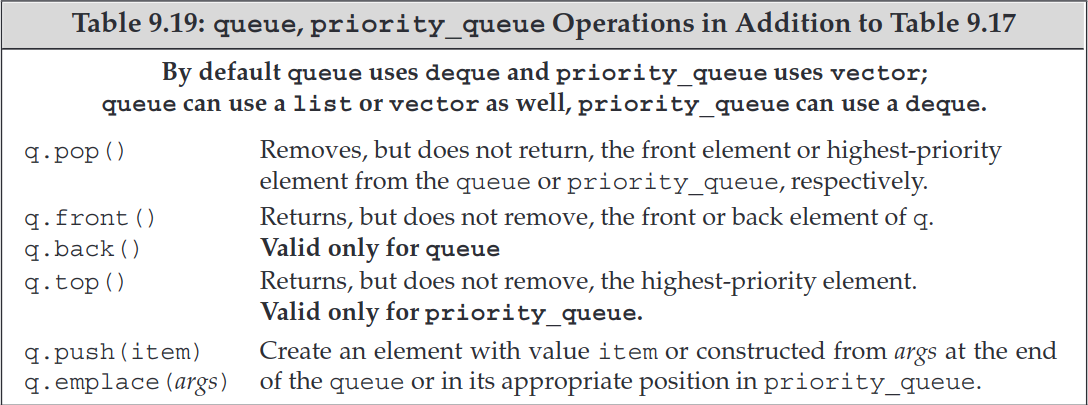 Table 9.19: queue, priority_queue Operations in Addition to Table 9.17
By default queue uses deque and priority_queue uses vector;
queue can use a list or vector as well, priority_queue can use a deque.
q.pop() Removes, but does not return, the front element or highest-priority
element from the queue or priority_queue, respectively.
q.front() Returns, but does not remove, the front or back element of q.
q.back() Valid only for queue
q.top() Returns, but does not remove, the highest-priority element.
Valid only for priority_queue.
q.push(item) Create an element with value item or constructed from args at the end
q.emplace(args) of the queue or in its appropriate position in priority_queue.